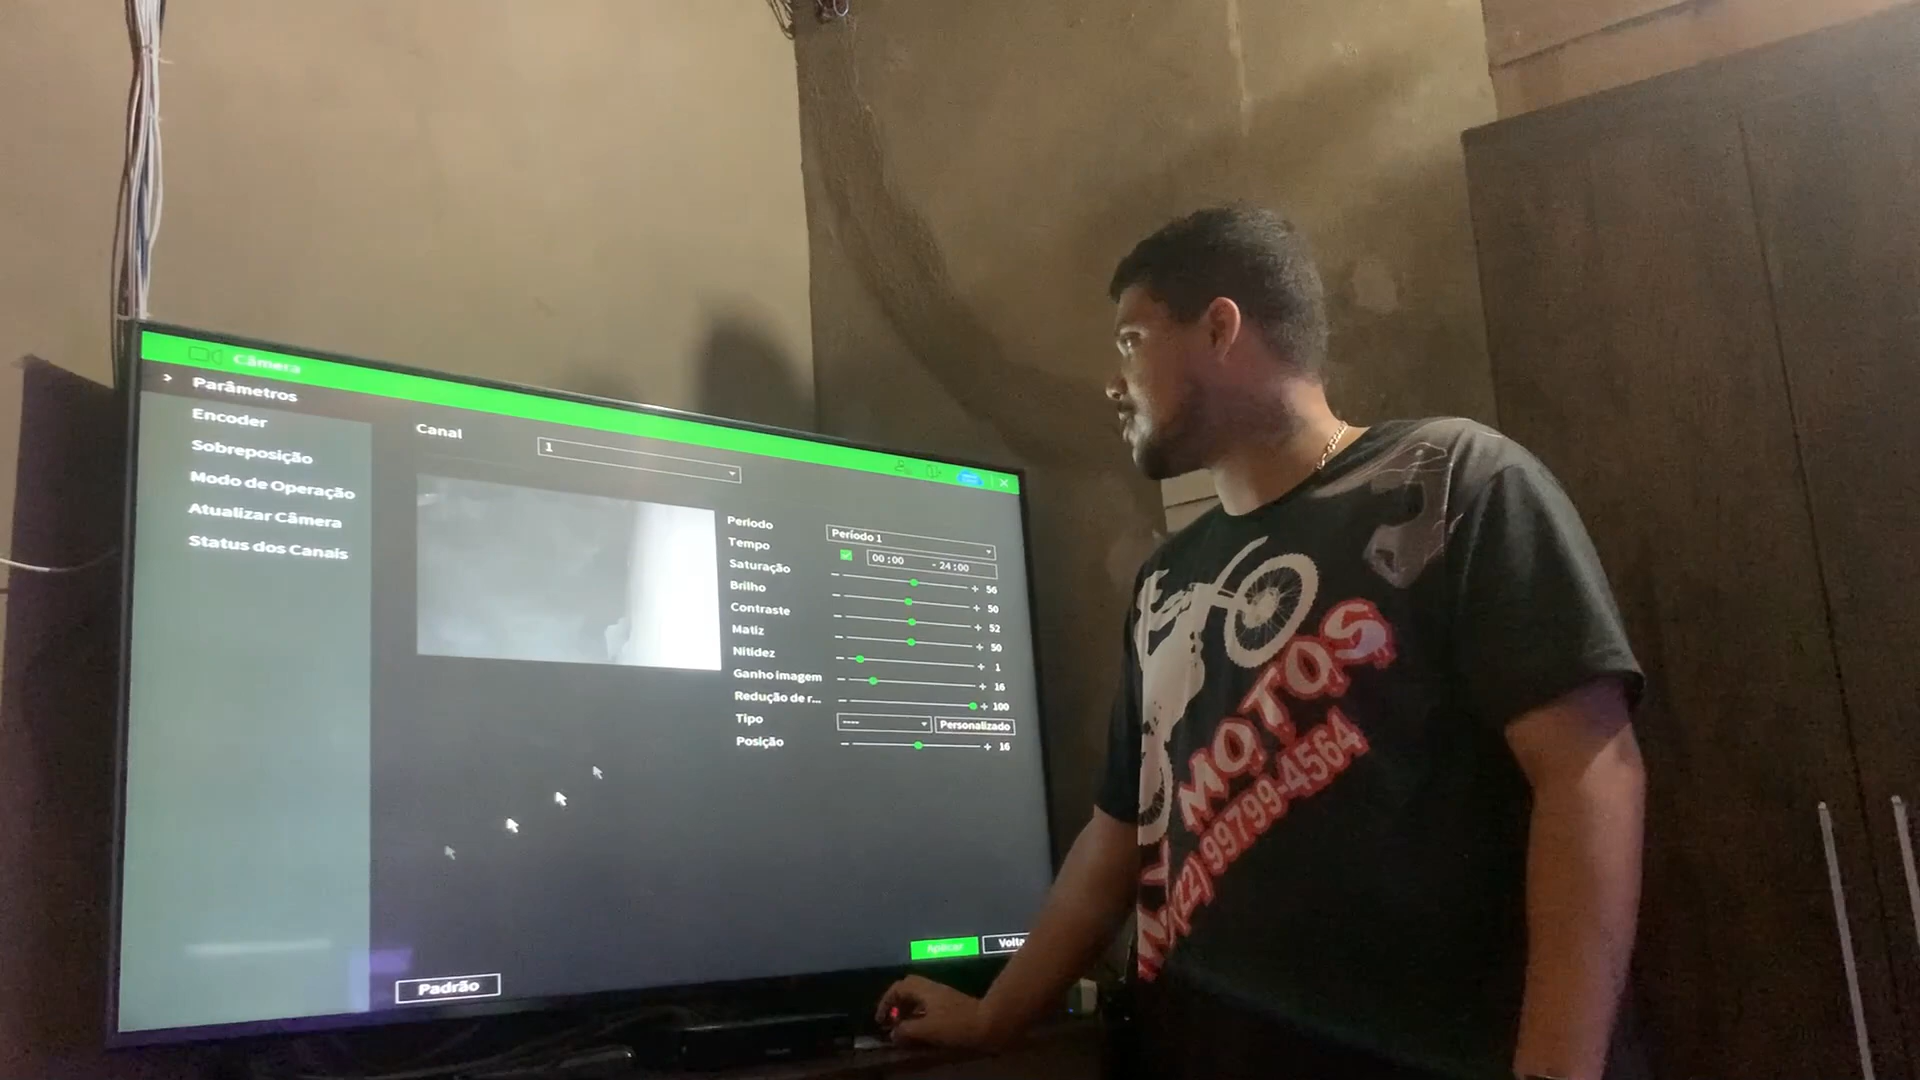 Câmera
Parâmetros
Encoder
Sobreposição
Modo de Operação
Atualizar Câmera
Status dos Canais
Canal
1
Período
Período 1
Tempo
00:00 - 24:00
Saturação
56
Brilho
50
Contraste
52
Matiz
50
Nitidez
1
Ganho imagem
16
Redução de r...
100
Tipo
----
Personalizado
Posição
16
Aplicar
Volta
Padrão
MOTOS
(22) 99799-4564